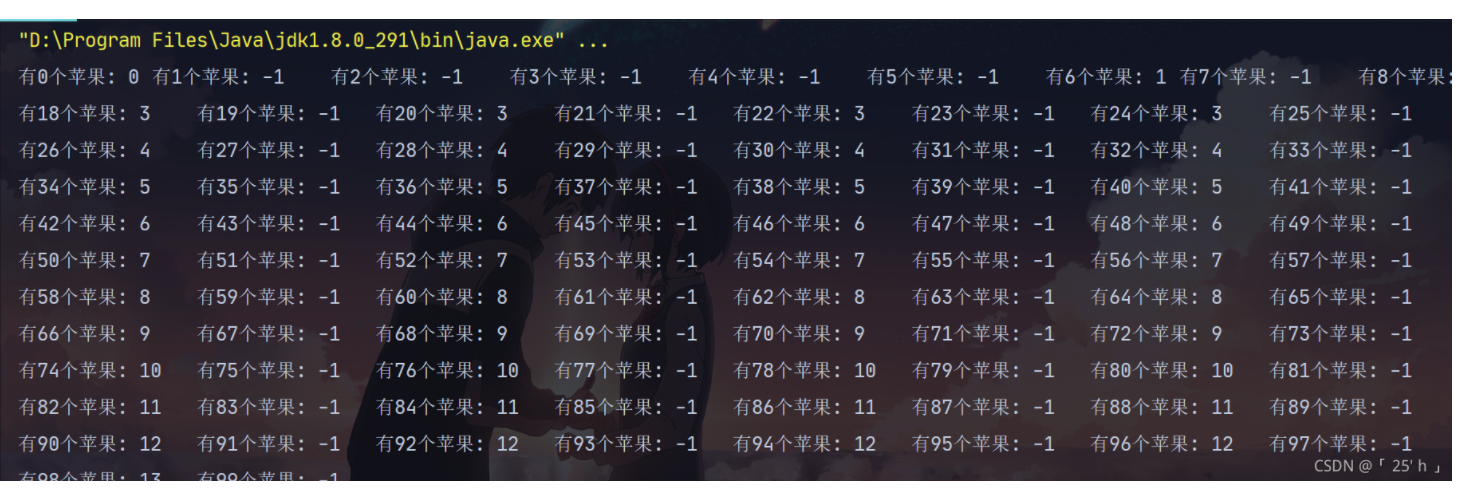 "D:\Program Files\Java\jdk1.8.0_291\bin\java.exe" ...
有0个苹果: 0 有1个苹果: -1 有2个苹果: -1 有3个苹果: -1 有4个苹果: -1 有5个苹果: -1 有6个苹果: 1 有7个苹果: -1 有8个苹果:
有18个苹果: 3 有19个苹果: -1 有20个苹果: 3 有21个苹果: -1 有22个苹果: 3 有23个苹果: -1 有24个苹果: 3 有25个苹果: -1
有26个苹果: 4 有27个苹果: -1 有28个苹果: 4 有29个苹果: -1 有30个苹果: 4 有31个苹果: -1 有32个苹果: 4 有33个苹果: -1
有34个苹果: 5 有35个苹果: -1 有36个苹果: 5 有37个苹果: -1 有38个苹果: 5 有39个苹果: -1 有40个苹果: 5 有41个苹果: -1
有42个苹果: 6 有43个苹果: -1 有44个苹果: 6 有45个苹果: -1 有46个苹果: 6 有47个苹果: -1 有48个苹果: 6 有49个苹果: -1
有50个苹果: 7 有51个苹果: -1 有52个苹果: 7 有53个苹果: -1 有54个苹果: 7 有55个苹果: -1 有56个苹果: 7 有57个苹果: -1
有58个苹果: 8 有59个苹果: -1 有60个苹果: 8 有61个苹果: -1 有62个苹果: 8 有63个苹果: -1 有64个苹果: 8 有65个苹果: -1
有66个苹果: 9 有67个苹果: -1 有68个苹果: 9 有69个苹果: -1 有70个苹果: 9 有71个苹果: -1 有72个苹果: 9 有73个苹果: -1
有74个苹果: 10 有75个苹果: -1 有76个苹果: 10 有77个苹果: -1 有78个苹果: 10 有79个苹果: -1 有80个苹果: 10 有81个苹果: -1
有82个苹果: 11 有83个苹果: -1 有84个苹果: 11 有85个苹果: -1 有86个苹果: 11 有87个苹果: -1 有88个苹果: 11 有89个苹果: -1
有90个苹果: 12 有91个苹果: -1 有92个苹果: 12 有93个苹果: -1 有94个苹果: 12 有95个苹果: -1 有96个苹果: 12 有97个苹果: -1
有98个苹果: 13 有99个苹果: -1
CSDN @「 25' h 」